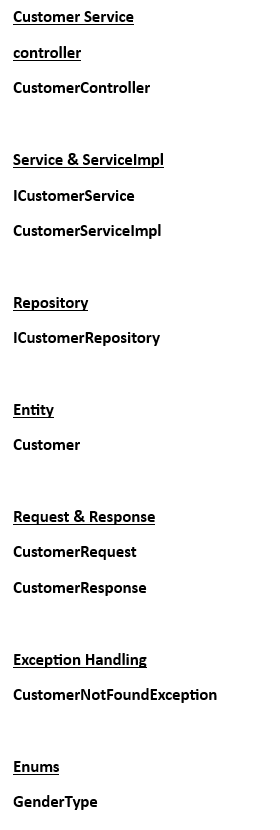 Customer Service
controller
CustomerController
Service & ServiceImpl
ICustomerService
CustomerServiceImpl
Repository
ICustomerRepository
Entity
Customer
Request & Response
CustomerRequest
CustomerResponse
Exception Handling
CustomerNotFoundException
Enums
GenderType